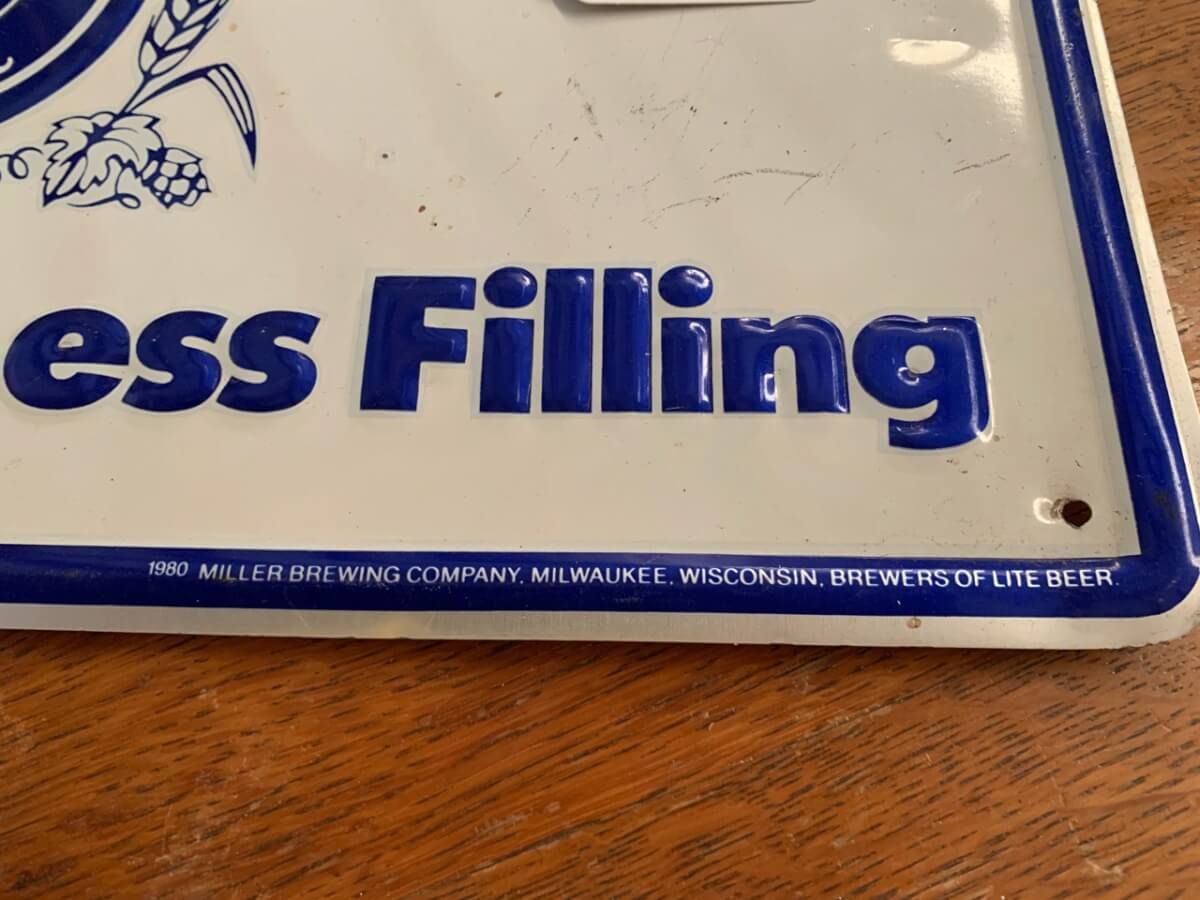 ess Filling
1980 MILLER BREWING COMPANY, MILWAUKEE, WISCONSIN, BREWERS OF LITE BEER.